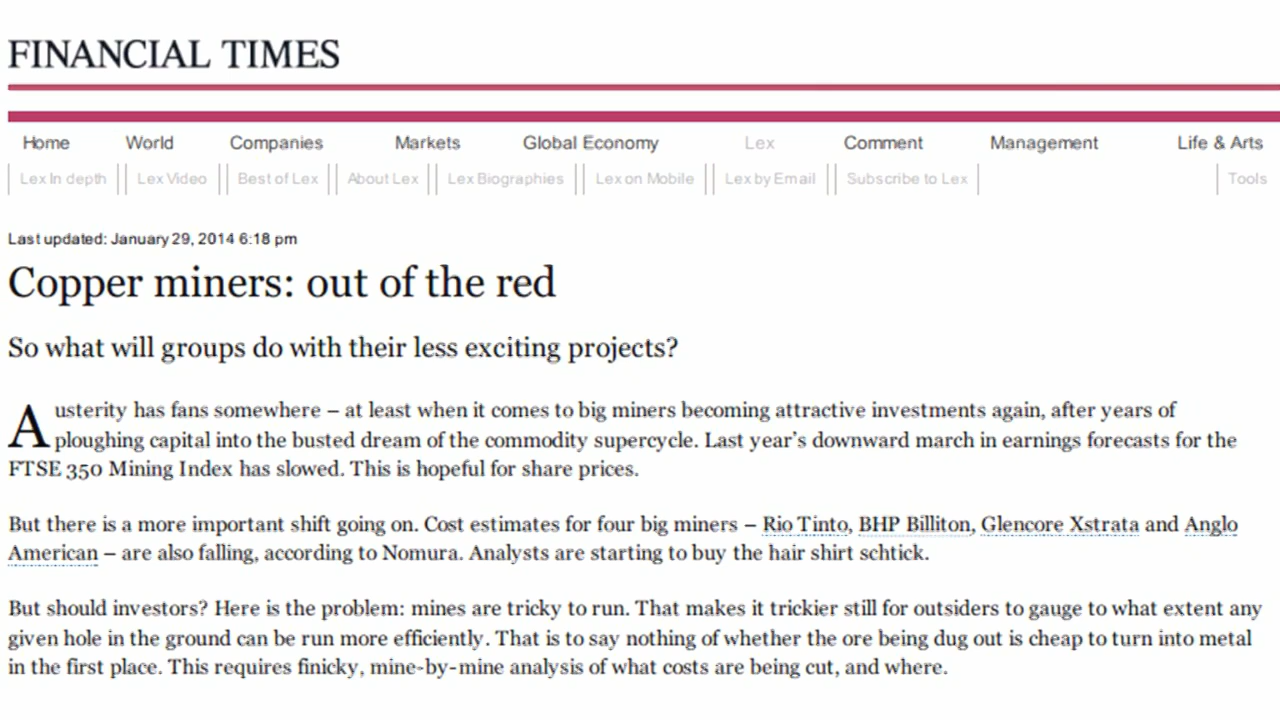 FINANCIAL TIMES
Home World Companies Markets Global Economy Lex Comment Management Life & Arts
Lex In depth Lex Video Best of Lex About Lex Lex Biographies Lex on Mobile Lex by Email Subscribe to Lex Tools
Last updated: January 29, 2014 6:18 pm
Copper miners: out of the red
So what will groups do with their less exciting projects?
Austerity has fans somewhere – at least when it comes to big miners becoming attractive investments again, after years of
ploughing capital into the busted dream of the commodity supercycle. Last year’s downward march in earnings forecasts for the
FTSE 350 Mining Index has slowed. This is hopeful for share prices.
But there is a more important shift going on. Cost estimates for four big miners – Rio Tinto, BHP Billiton, Glencore Xstrata and Anglo
American – are also falling, according to Nomura. Analysts are starting to buy the hair shirt schtick.
But should investors? Here is the problem: mines are tricky to run. That makes it trickier still for outsiders to gauge to what extent any
given hole in the ground can be run more efficiently. That is to say nothing of whether the ore being dug out is cheap to turn into metal
in the first place. This requires finicky, mine-by-mine analysis of what costs are being cut, and where.